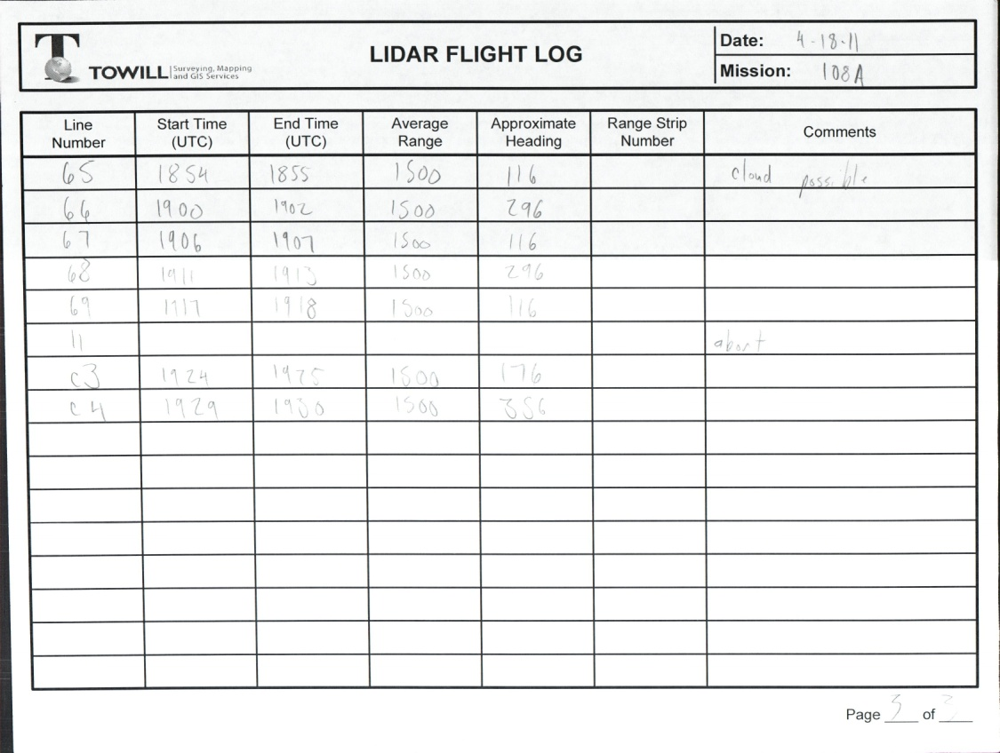 TOWILL Surveying, Mapping and GIS Services
LIDAR FLIGHT LOG
Date: 4-18-11
Mission: 108A
Line Number Start Time (UTC) End Time (UTC) Average Range Approximate Heading Range Strip Number Comments
65 1854 1855 1500 116 cloud possible
66 1900 1902 1500 296
67 1906 1907 1500 116
68 1911 1913 1500 296
69 1917 1918 1500 116
11 abort
c3 1924 1925 1500 176
c4 1929 1930 1500 356
Page 3 of 3